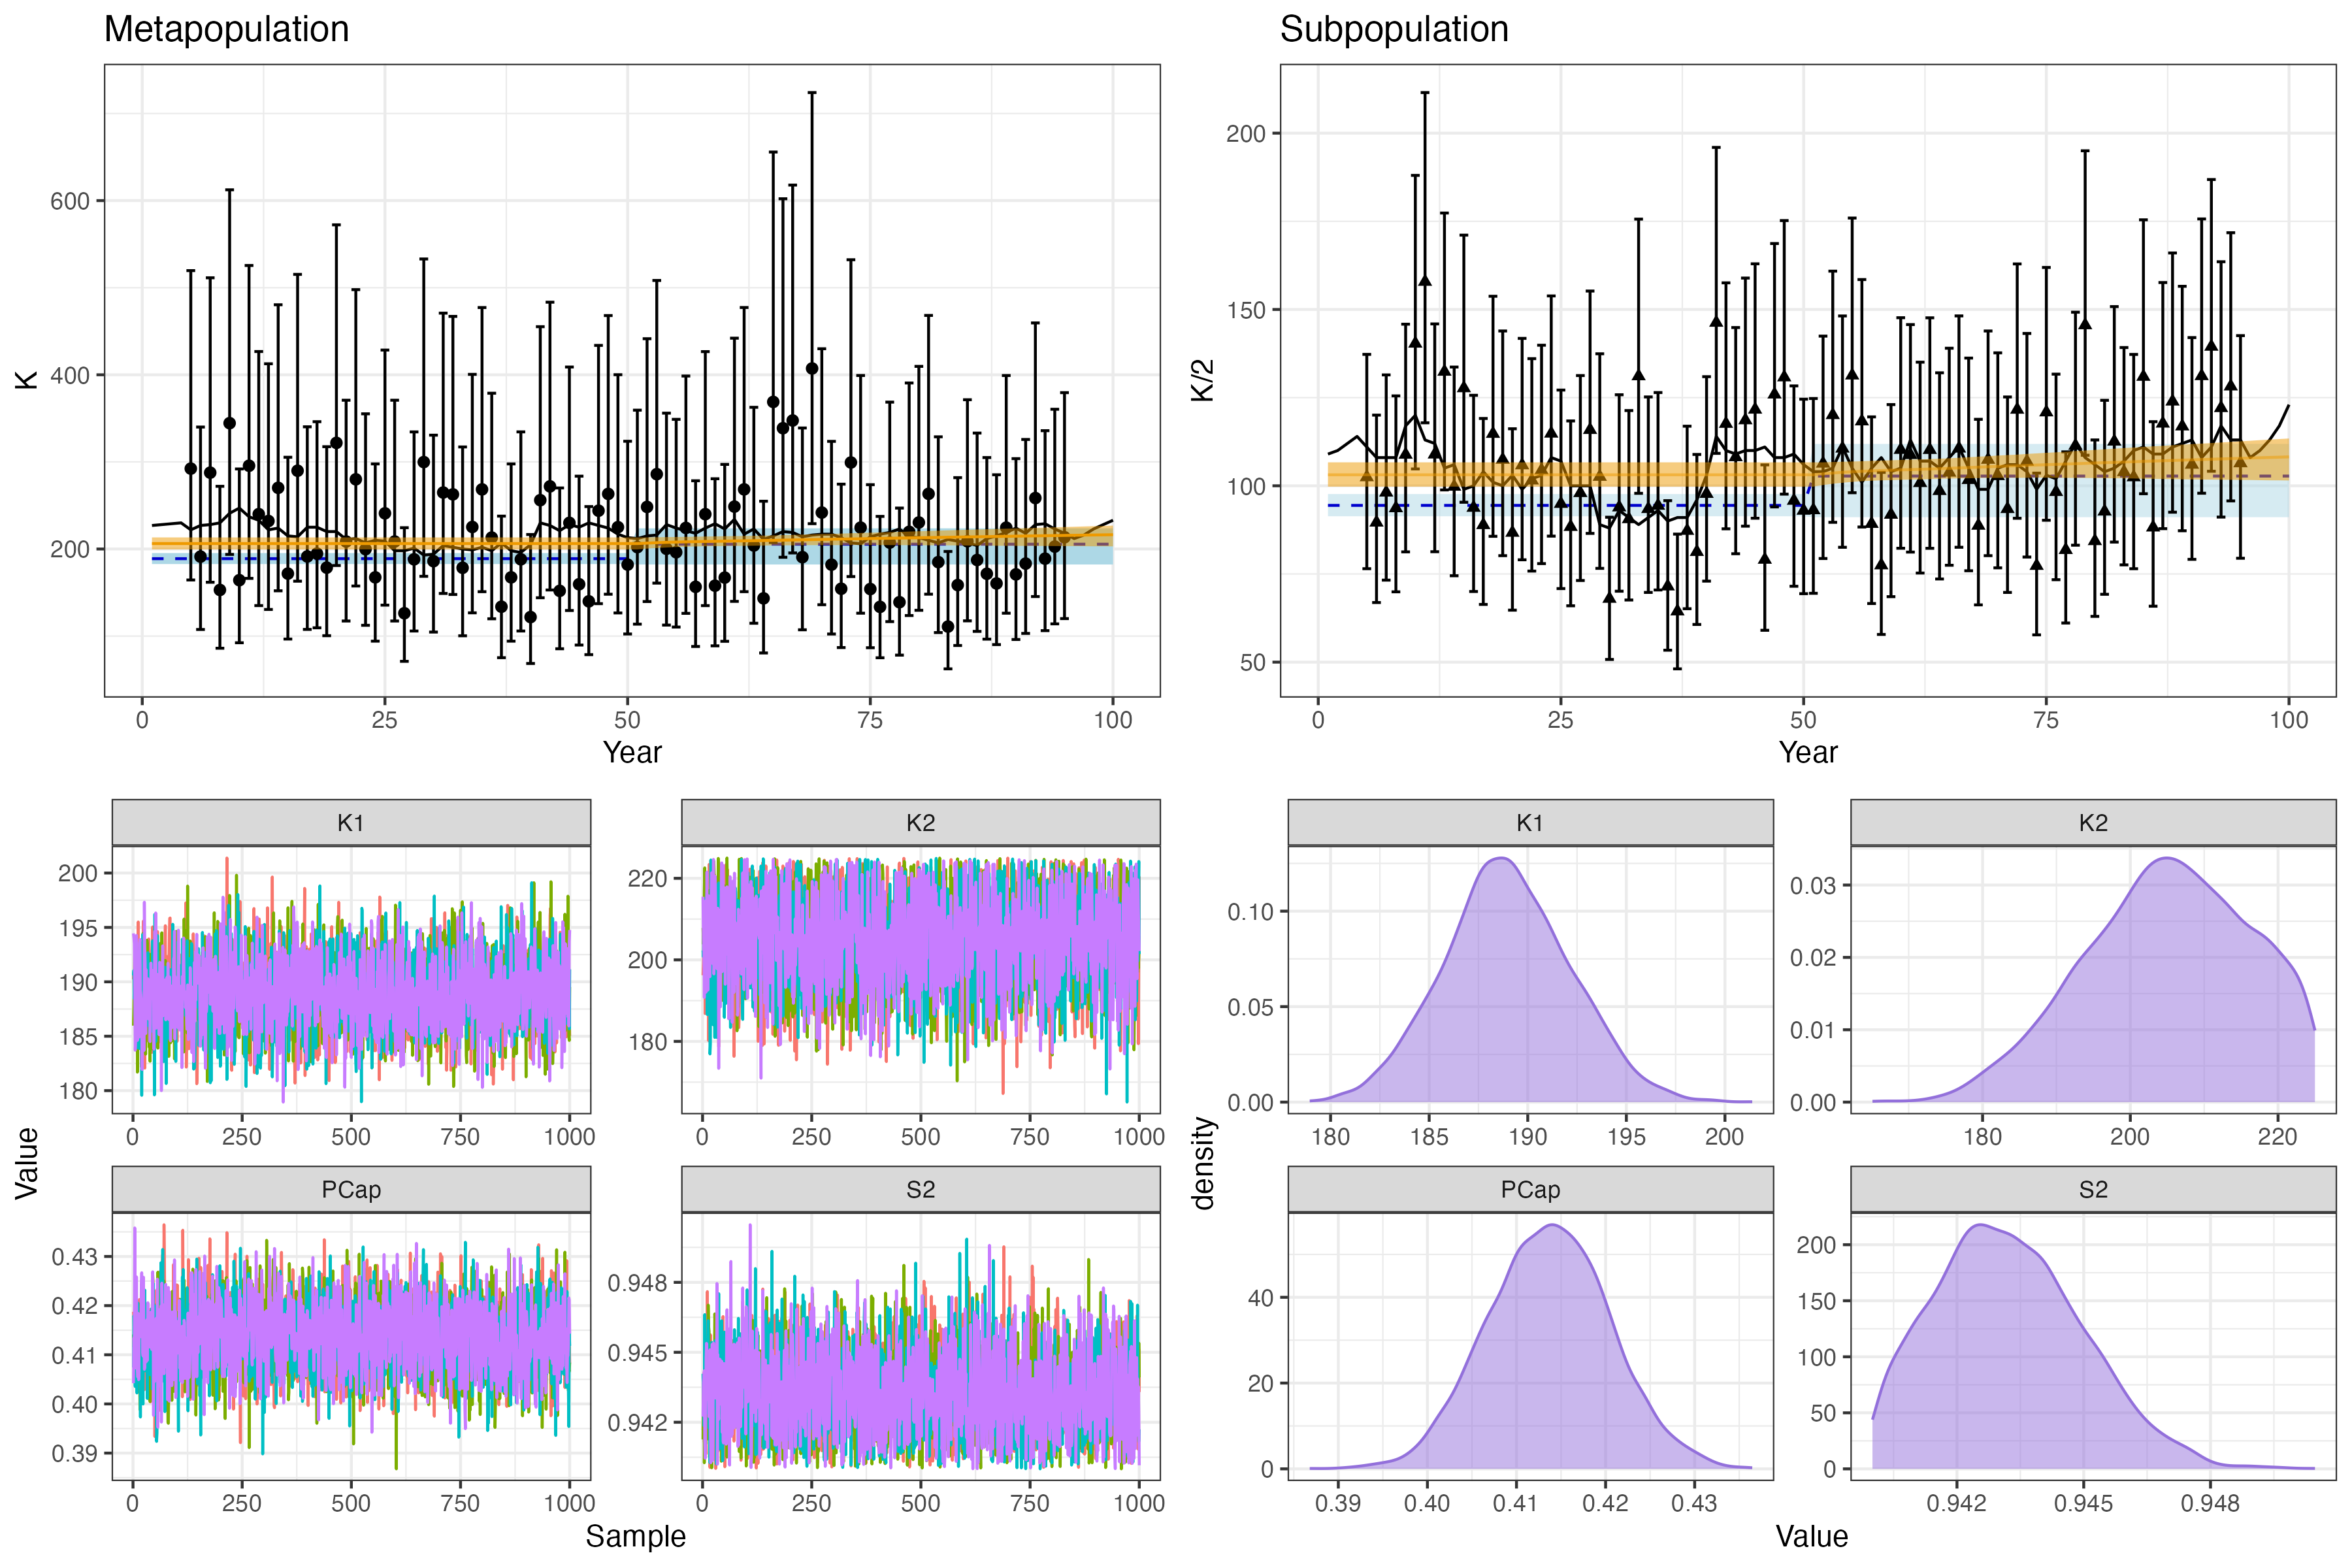 Metapopulation
K
600
400
200
0 25 50 75 100
Year
Subpopulation
K/2
200
150
100
50
0 25 50 75 100
Year
Value
K1
200
195
190
185
180
0 250 500 750 1000
K2
220
200
180
0 250 500 750 1000
PCap
0.43
0.42
0.41
0.40
0.39
0 250 500 750 1000
S2
0.948
0.945
0.942
0 250 500 750 1000
Sample
density
K1
0.10
0.05
0.00
180 185 190 195 200
K2
0.03
0.02
0.01
0.00
180 200 220
PCap
40
20
0
0.39 0.40 0.41 0.42 0.43
S2
200
150
100
50
0
0.942 0.945 0.948
Value